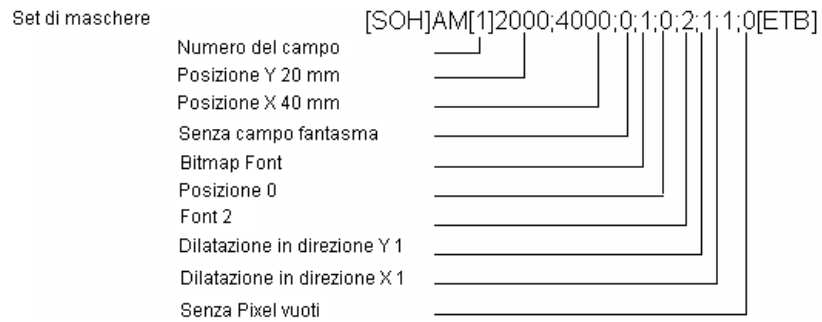 Set di maschere [SOH]AM[1]2000;4000;0;1;0;2;1;1;0[ETB]
Numero del campo
Posizione Y 20 mm
Posizione X 40 mm
Senza campo fantasma
Bitmap Font
Posizione 0
Font 2
Dilatazione in direzione Y 1
Dilatazione in direzione X 1
Senza Pixel vuoti